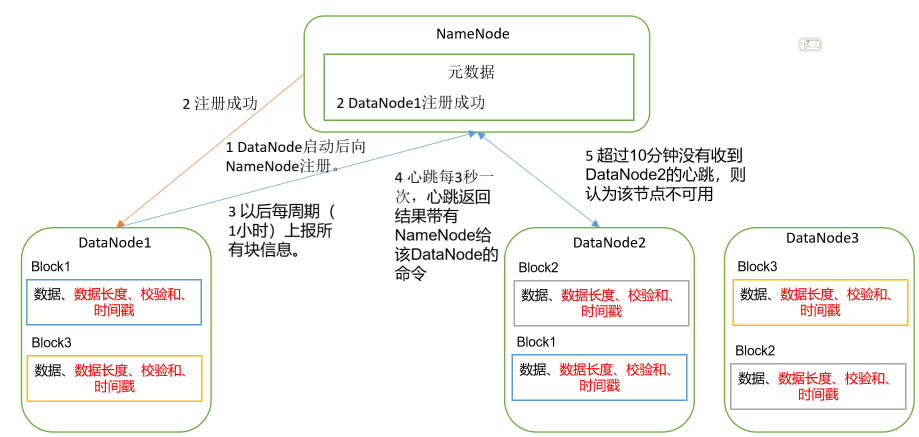 NameNode
元数据
2 DataNode1注册成功
2 注册成功
1 DataNode启动后向
NameNode注册。
3 以后每周期（
1小时）上报所
有块信息。
4 心跳每3秒一
次，心跳返回
结果带有
NameNode给
该DataNode的
命令
5 超过10分钟没有收到
DataNode2的心跳，则
认为该节点不可用
DataNode1
Block1
数据、数据长度、校验和、
时间戳
Block3
数据、数据长度、校验和、
时间戳
DataNode2
Block2
数据、数据长度、校验和、
时间戳
Block1
数据、数据长度、校验和、
时间戳
DataNode3
Block3
数据、数据长度、校验和、
时间戳
Block2
数据、数据长度、校验和、
时间戳